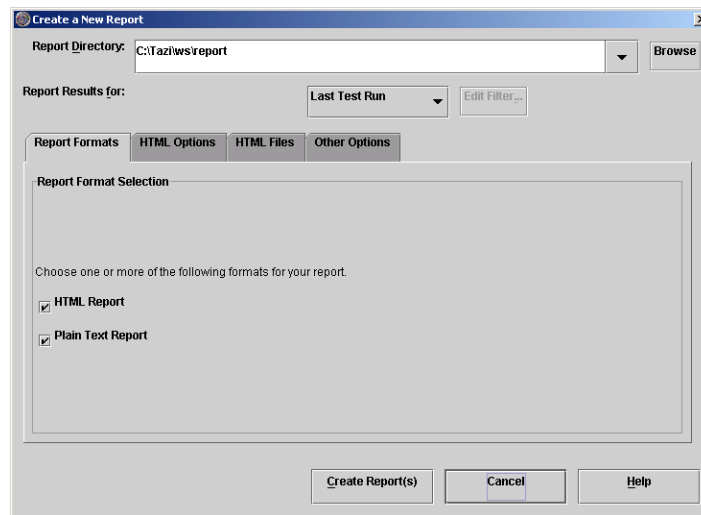 Create a New Report
Report Directory: C:\Tazi\ws\report Browse
Report Results for: Last Test Run Edit Filter...
Report Formats HTML Options HTML Files Other Options
Report Format Selection
Choose one or more of the following formats for your report.
HTML Report
Plain Text Report
Create Report(s) Cancel Help